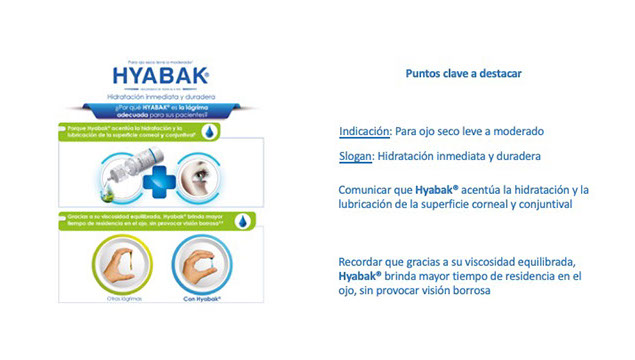 Para ojo seco leve a moderado
HYABAK®
Hidratación Inmediata y duradera
¿Por qué HYABAK® es la lágrima
adecuada para sus pacientes?
Porque Hyabak® acentúa la hidratación y la
lubricación de la superficie corneal y conjuntival
Gracias a su viscosidad equilibrada, Hyabak® brinda mayor
tiempo de residencia en el ojo, sin provocar visión borrosa
Otras lágrimas
Con Hyabak®
Puntos clave a destacar
Indicación: Para ojo seco leve a moderado
Slogan: Hidratación inmediata y duradera
Comunicar que Hyabak® acentúa la hidratación y la
lubricación de la superficie corneal y conjuntival
Recordar que gracias a su viscosidad equilibrada,
Hyabak® brinda mayor tiempo de residencia en el
ojo, sin provocar visión borrosa